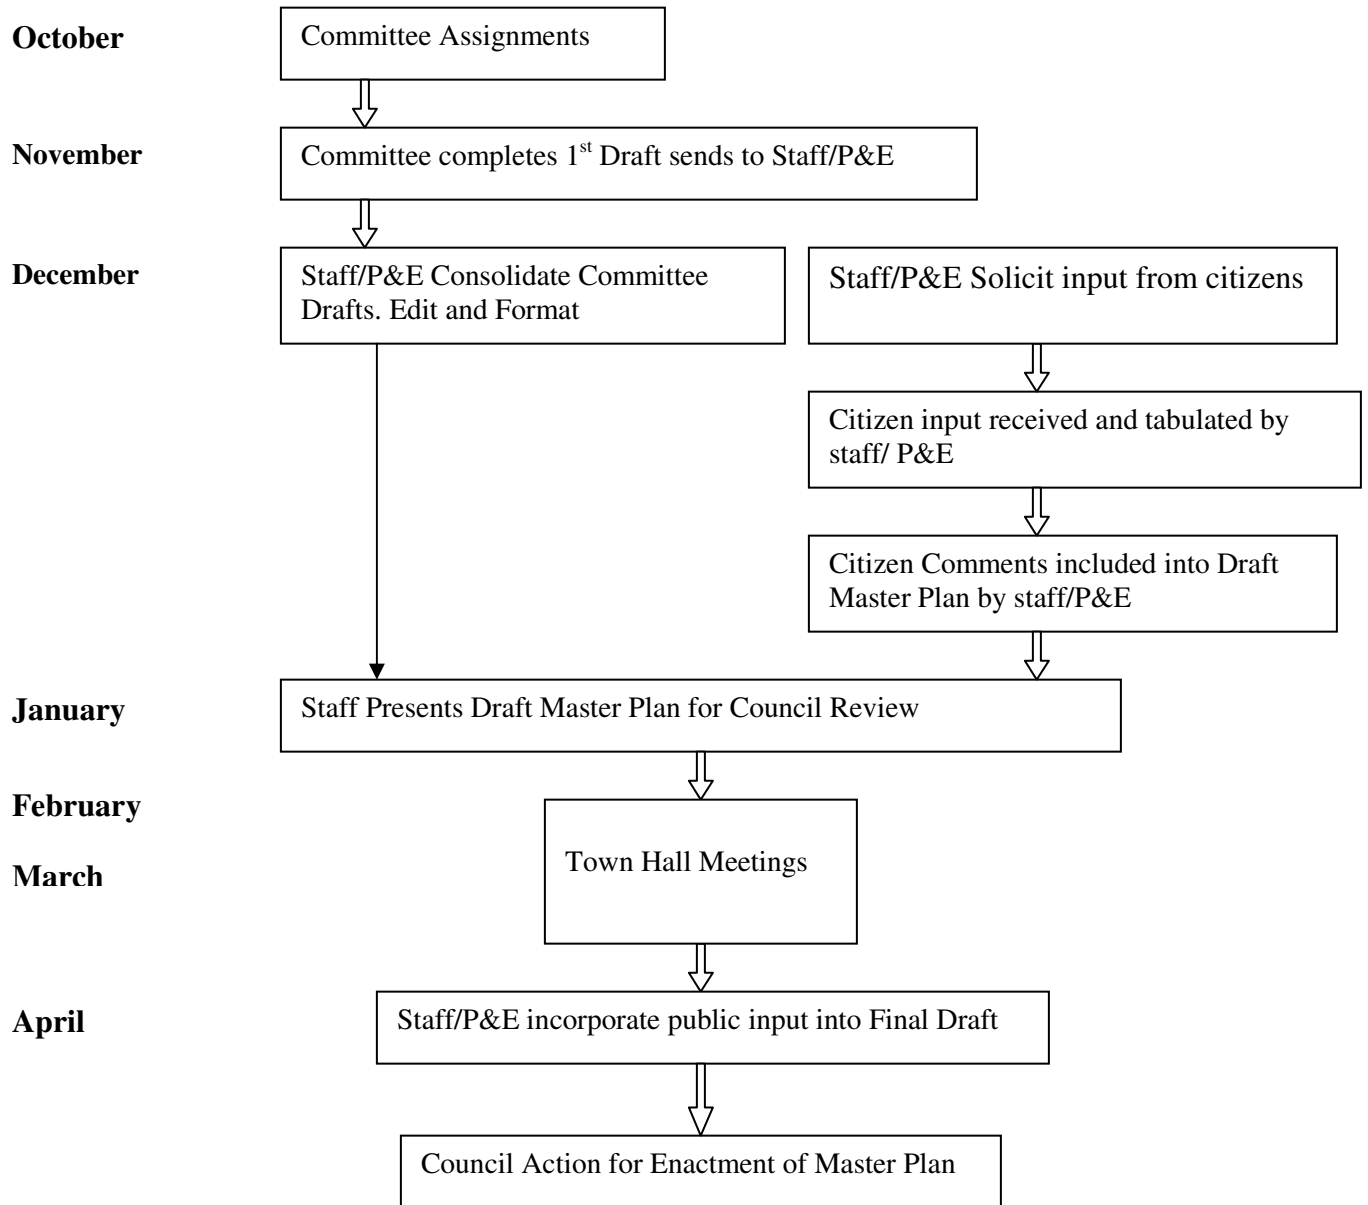 October
Committee Assignments
November
Committee completes 1st Draft sends to Staff/P&E
December
Staff/P&E Consolidate Committee
Drafts. Edit and Format
Staff/P&E Solicit input from citizens
Citizen input received and tabulated by
staff/ P&E
Citizen Comments included into Draft
Master Plan by staff/P&E
January
Staff Presents Draft Master Plan for Council Review
February
March
Town Hall Meetings
April
Staff/P&E incorporate public input into Final Draft
Council Action for Enactment of Master Plan